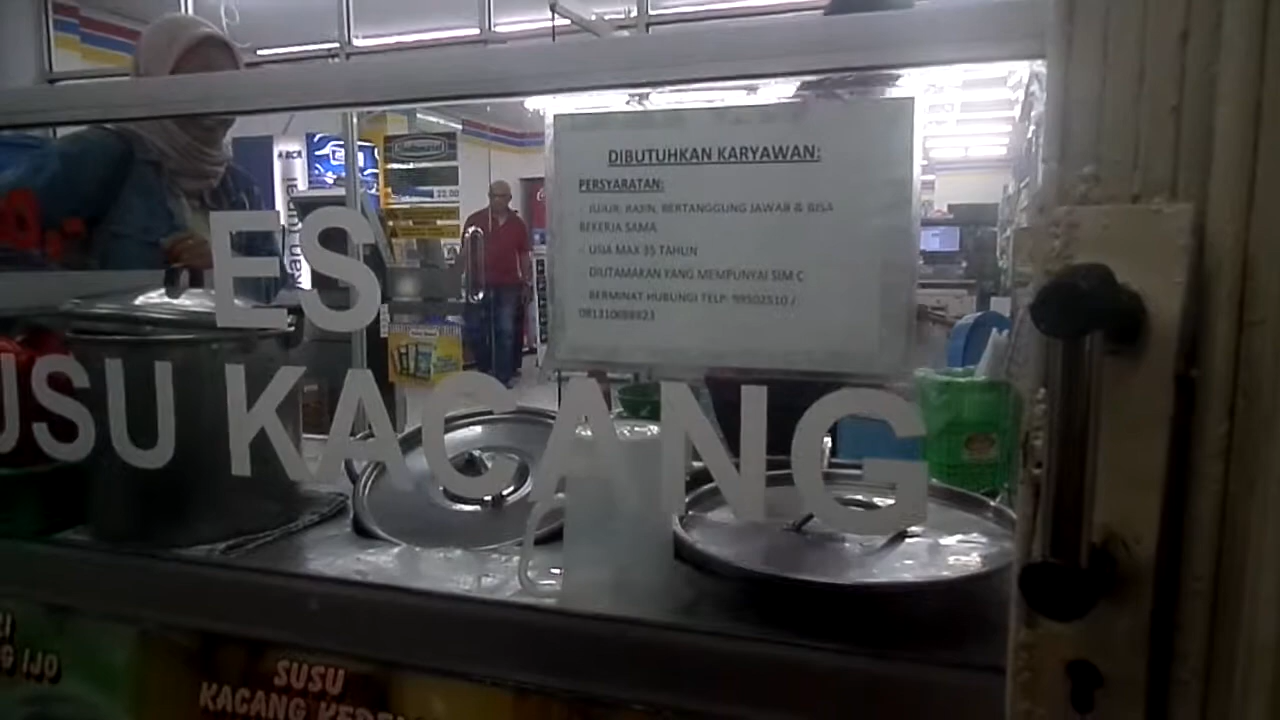 DIBUTUHKAN KARYAWAN:
PERSYARATAN:
- JUJUR, RAJIN, BERTANGGUNG JAWAB & BISA
BEKERJA SAMA
- USIA MAX 35 TAHUN
- DIUTAMAKAN YANG MEMPUNYAI SIM C
- BERMINAT HUBUNGI TELP:
ES
USU KACANG
G IJO
SUSU
KACANG KEDEL